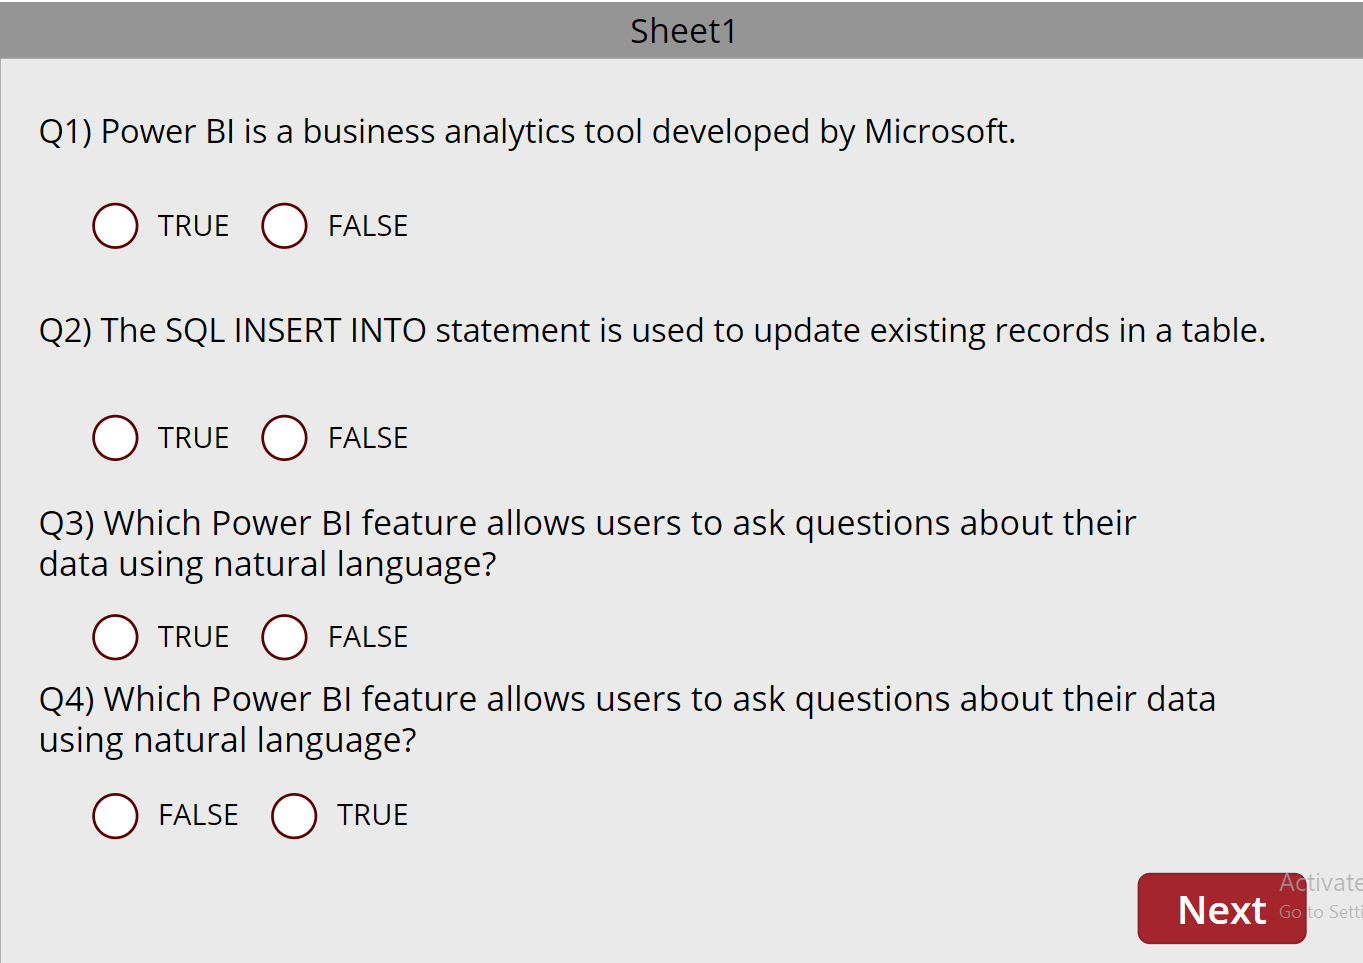 Sheet1
Q1) Power BI is a business analytics tool developed by Microsoft.
TRUE FALSE
Q2) The SQL INSERT INTO statement is used to update existing records in a table.
TRUE FALSE
Q3) Which Power BI feature allows users to ask questions about their
data using natural language?
TRUE FALSE
Q4) Which Power BI feature allows users to ask questions about their data
using natural language?
FALSE TRUE
Activate
Next
Go to Setti